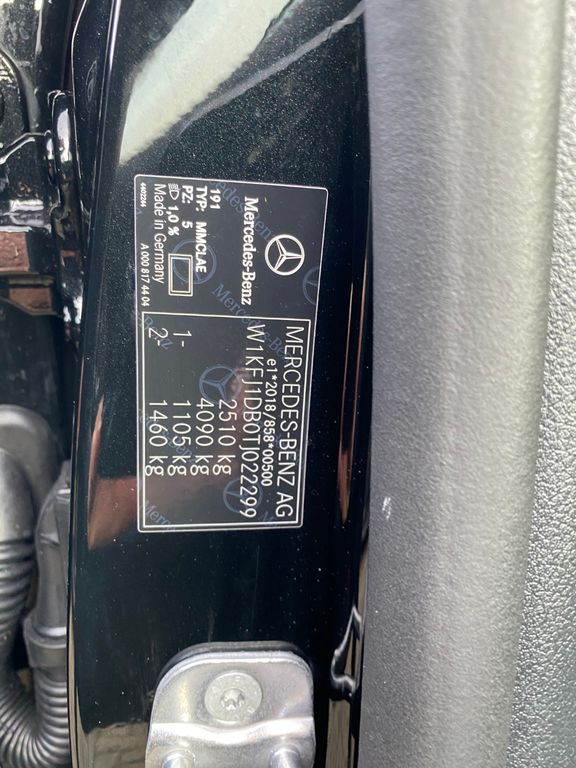 Mercedes-Benz
191
TYP: MMCLAE
PZ: 5
1,0 %
Made in Germany
A 000 817 44 04
4402244
MERCEDES-BENZ AG
e1*2018/858*00500
W1KFJ1DB0TJ022299
2510 kg
4090 kg
1- 1105 kg
2- 1460 kg